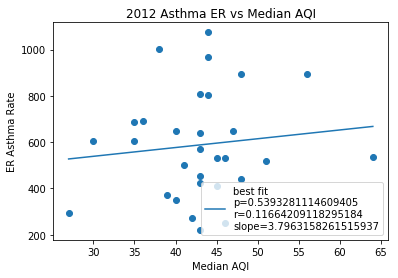 2012 Asthma ER vs Median AQI
ER Asthma Rate
1000
800
600
400
200
best fit
p=0.5393281114609405
r=0.11664209118295184
slope=3.7963158261515937
30 35 40 45 50 55 60 65
Median AQI